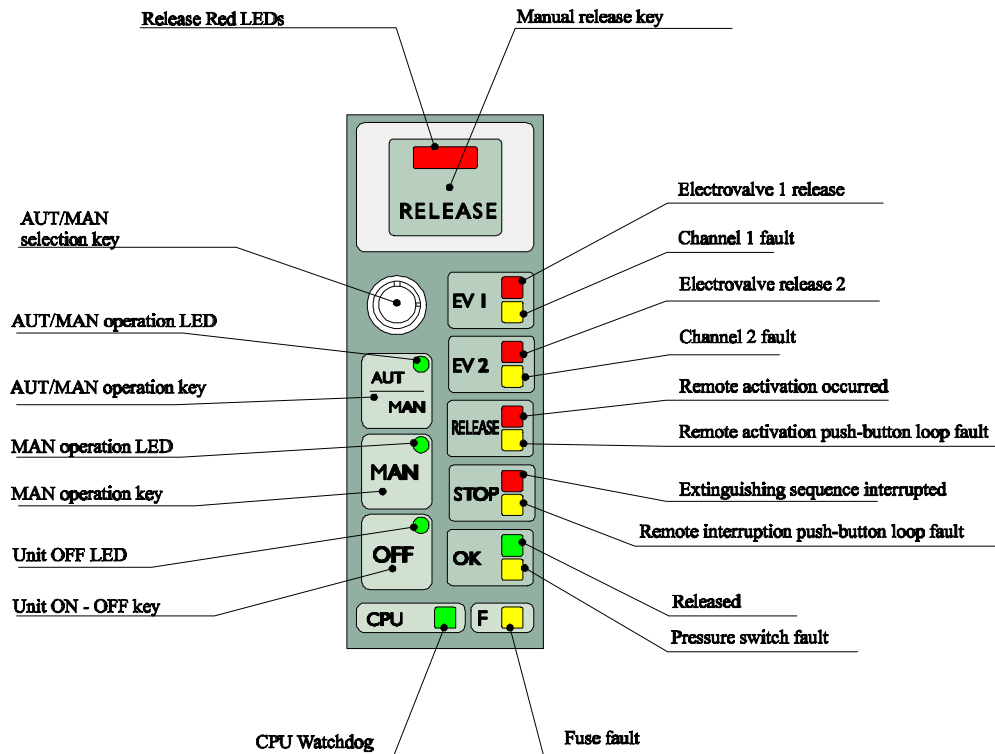 Release Red LEDs
Manual release key
RELEASE
Electrovalve 1 release
AUT/MAN
selection key
Channel 1 fault
EV 1
Electrovalve release 2
AUT/MAN operation LED
Channel 2 fault
EV 2
AUT
MAN
AUT/MAN operation key
Remote activation occurred
RELEASE
Remote activation push-button loop fault
MAN operation LED
MAN
MAN operation key
STOP
Extinguishing sequence interrupted
Remote interruption push-button loop fault
Unit OFF LED
OFF
OK
Unit ON - OFF key
Released
CPU
F
Pressure switch fault
CPU Watchdog
Fuse fault